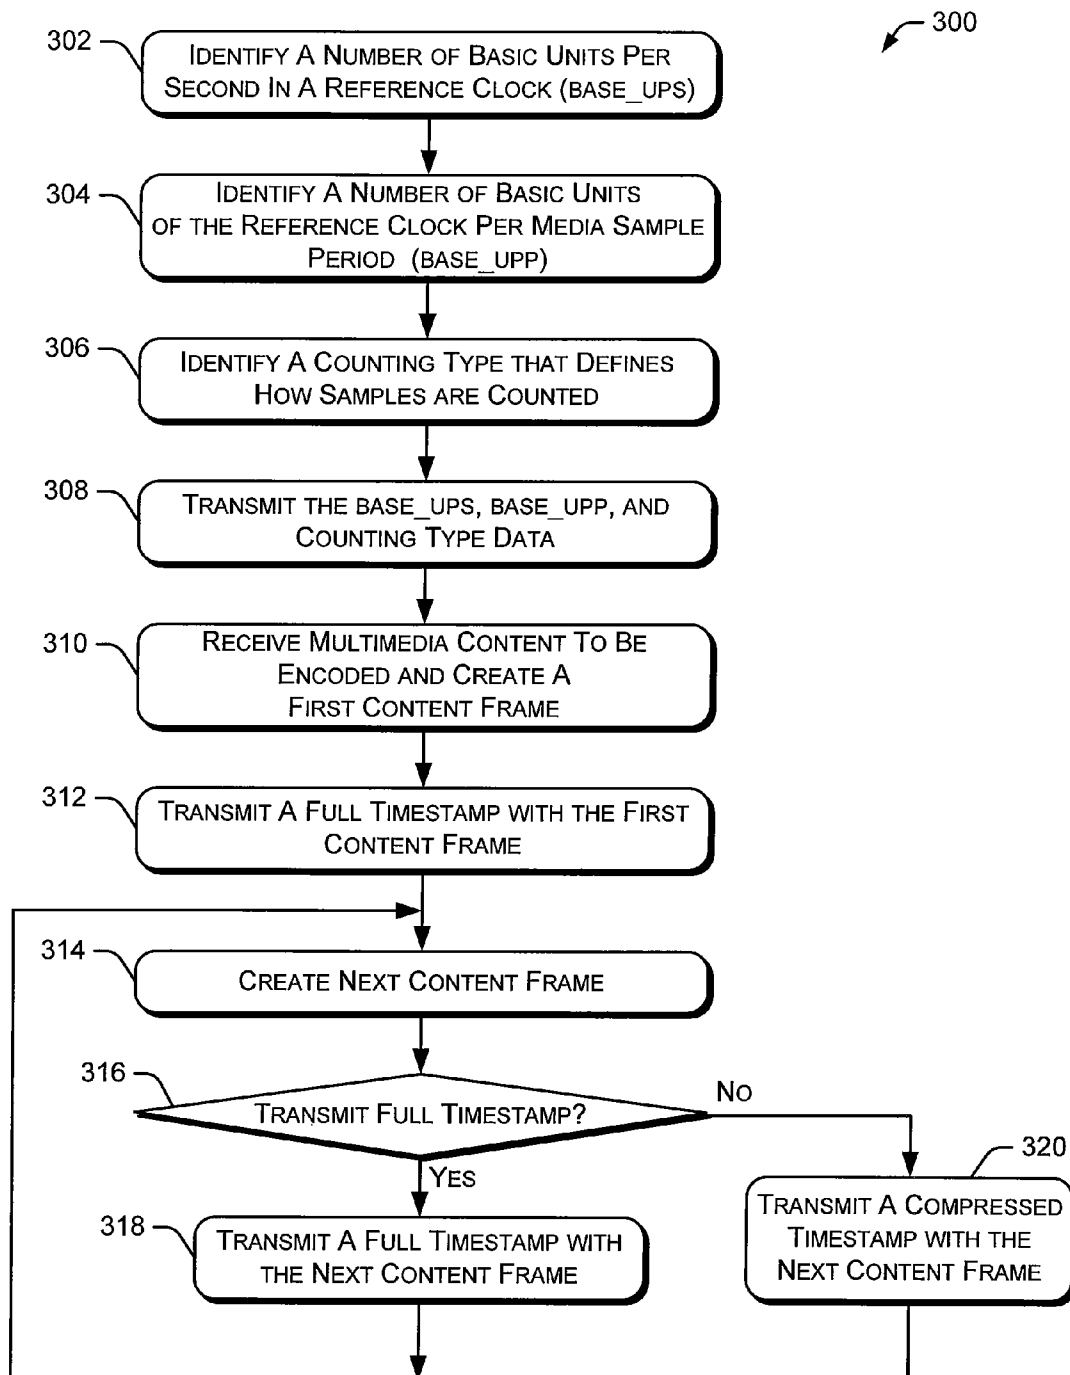 300
302
IDENTIFY A NUMBER OF BASIC UNITS PER
SECOND IN A REFERENCE CLOCK (BASE_UPS)
304
IDENTIFY A NUMBER OF BASIC UNITS
OF THE REFERENCE CLOCK PER MEDIA SAMPLE
PERIOD (BASE_UPP)
306
IDENTIFY A COUNTING TYPE THAT DEFINES
HOW SAMPLES ARE COUNTED
308
TRANSMIT THE BASE_UPS, BASE_UPP, AND
COUNTING TYPE DATA
310
RECEIVE MULTIMEDIA CONTENT TO BE
ENCODED AND CREATE A
FIRST CONTENT FRAME
312
TRANSMIT A FULL TIMESTAMP WITH THE FIRST
CONTENT FRAME
314
CREATE NEXT CONTENT FRAME
316
TRANSMIT FULL TIMESTAMP?
NO
YES
318
TRANSMIT A FULL TIMESTAMP WITH
THE NEXT CONTENT FRAME
320
TRANSMIT A COMPRESSED
TIMESTAMP WITH THE
NEXT CONTENT FRAME